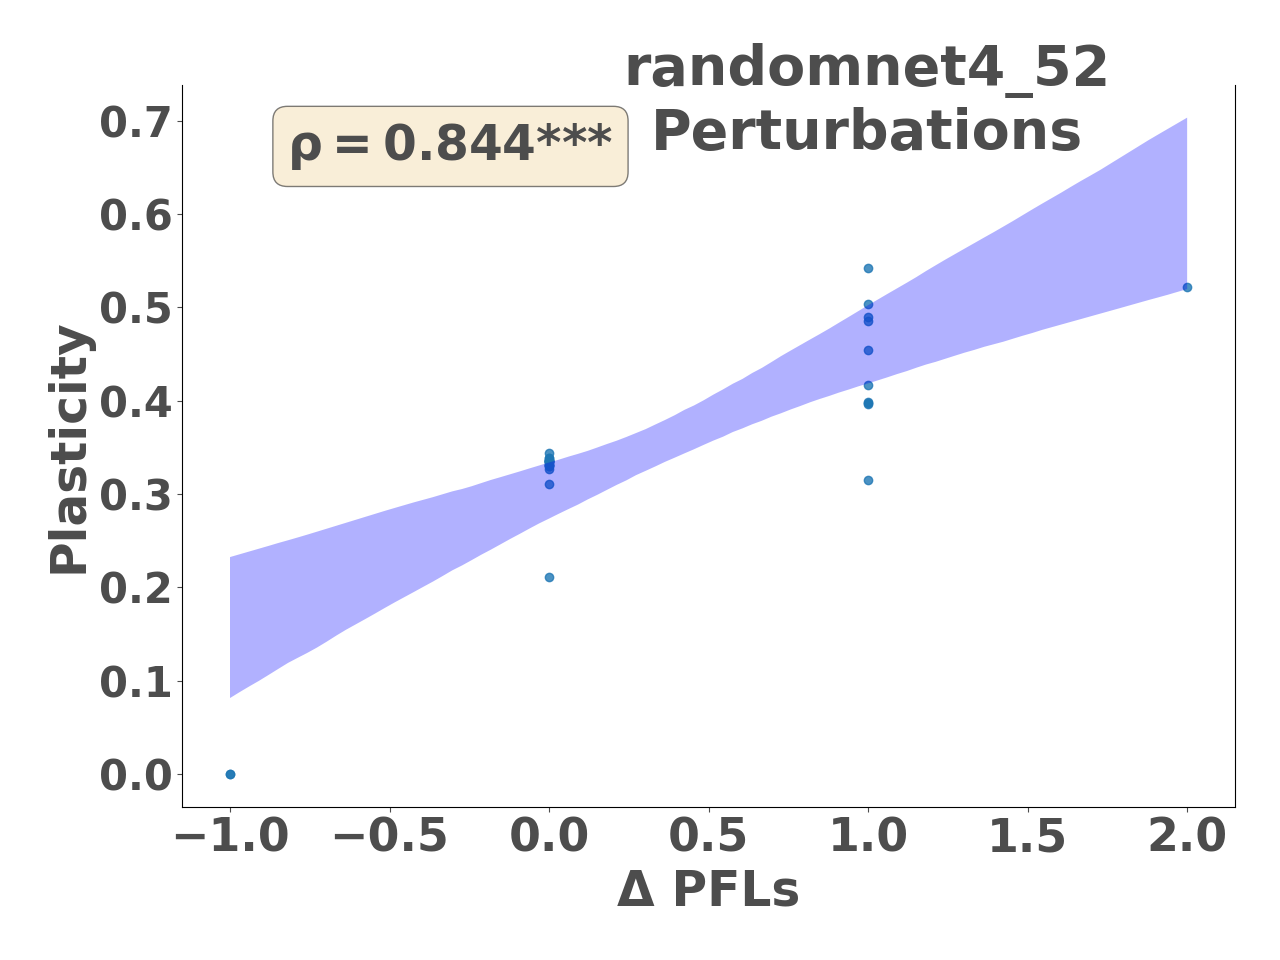 randomnet4_52
Perturbations
ρ = 0.844***
0.7
0.6
0.5
0.4
0.3
0.2
0.1
0.0
Plasticity
−1.0 −0.5 0.0 0.5 1.0 1.5 2.0
Δ PFLs